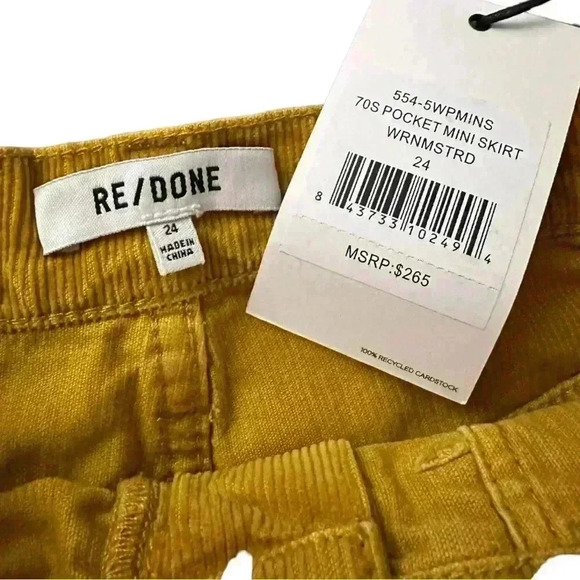 554-5WPMINS
70S POCKET MINI SKIRT
WRNMSTRD
24
8 43733 10249 4
MSRP:$265
100% RECYCLED CARDSTOCK
RE/DONE
24
MADE IN
CHINA